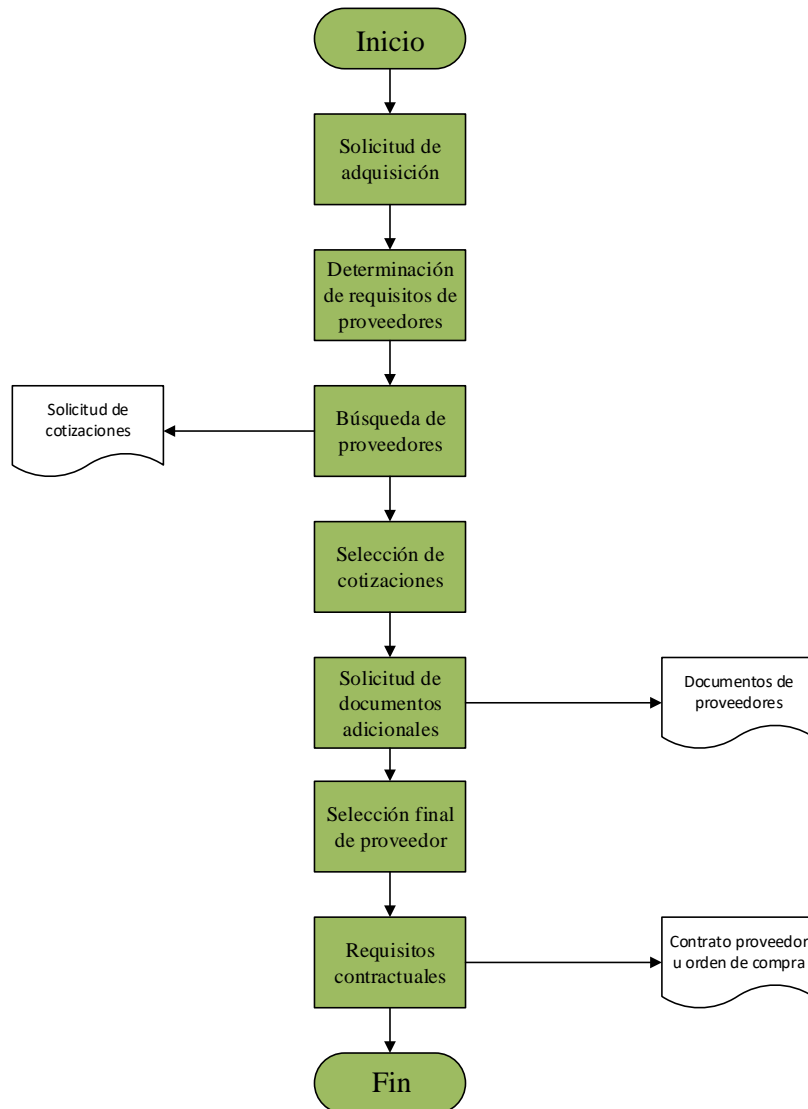 Inicio
Solicitud de
adquisición
Determinación
de requisitos de
proveedores
Solicitud de
cotizaciones
Búsqueda de
proveedores
Selección de
cotizaciones
Solicitud de
documentos
adicionales
Documentos de
proveedores
Selección final
de proveedor
Requisitos
contractuales
Contrato proveedor
u orden de compra
Fin